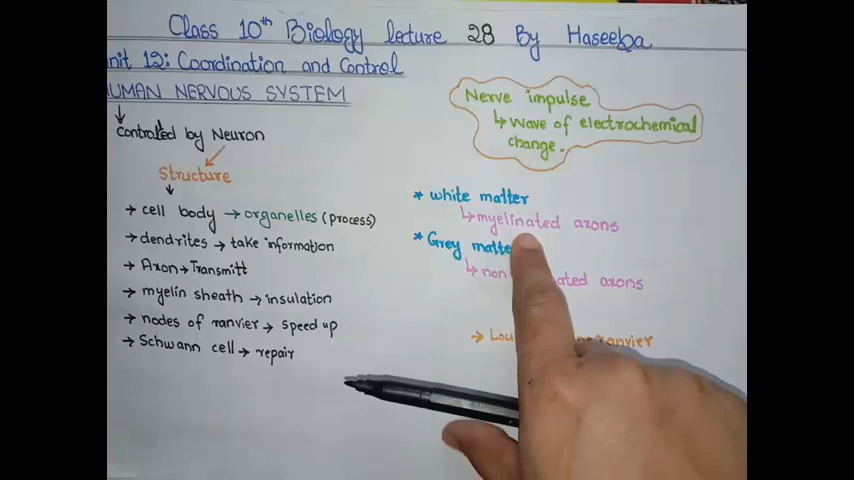 Class 10th Biology lecture 28 By Haseeba
nit 12: Coordination and Control
UMAN NERVOUS SYSTEM
Controlled by Neuron
Structure
→ cell body → organelles (process)
→ dendrites → take information
→ Axon → Transmitt
→ myelin sheath → insulation
→ nodes of ranvier → speed up
→ Schwann cell → repair
Nerve impulse
↳ Wave of electrochemical
change.
* white matter
↳ myelinated axons
* Grey matte
↳ non ated axons
→ Lou ranvier